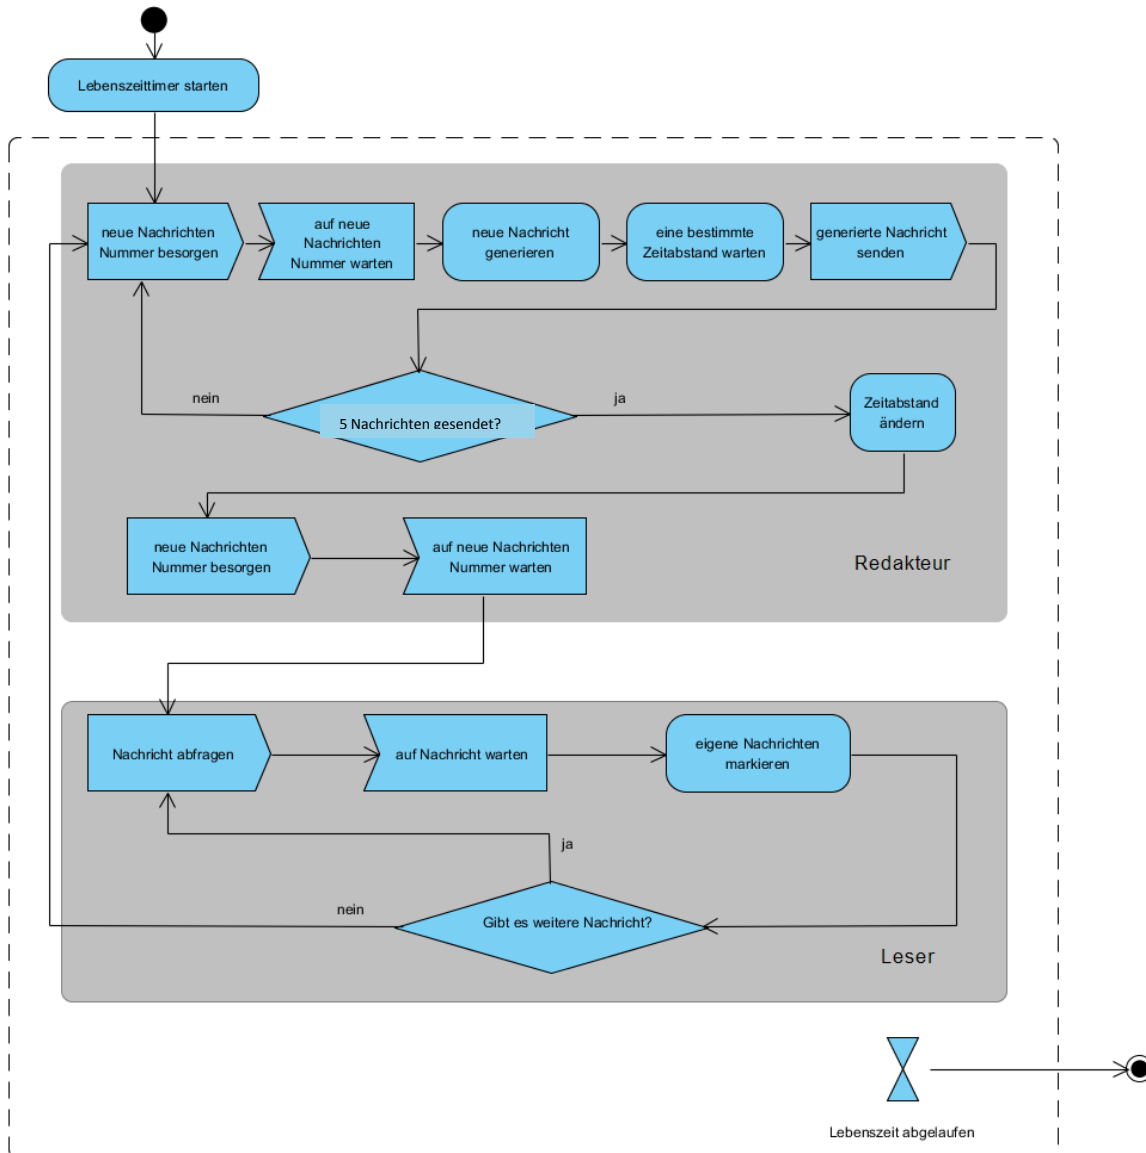 Lebenszeittimer starten
neue Nachrichten
Nummer besorgen
auf neue
Nachrichten
Nummer warten
neue Nachricht
generieren
eine bestimmte
Zeitabstand warten
generierte Nachricht
senden
nein
5 Nachrichten gesendet?
ja
Zeitabstand
ändern
neue Nachrichten
Nummer besorgen
auf neue Nachrichten
Nummer warten
Redakteur
Nachricht abfragen
auf Nachricht warten
eigene Nachrichten
markieren
ja
nein
Gibt es weitere Nachricht?
Leser
Lebenszeit abgelaufen